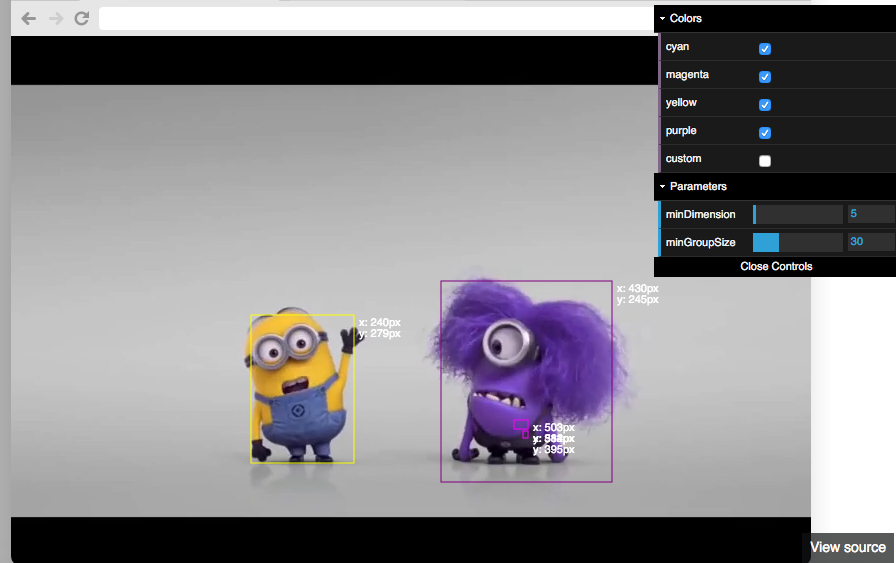 Colors
cyan
magenta
yellow
purple
custom
Parameters
minDimension 5
minGroupSize 30
Close Controls
x: 430px
y: 245px
x: 240px
y: 279px
x: 503px
y: 395px
View source